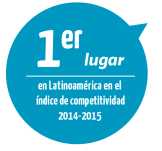 1er lugar
en Latinoamérica en el
índice de competitividad
2014-2015